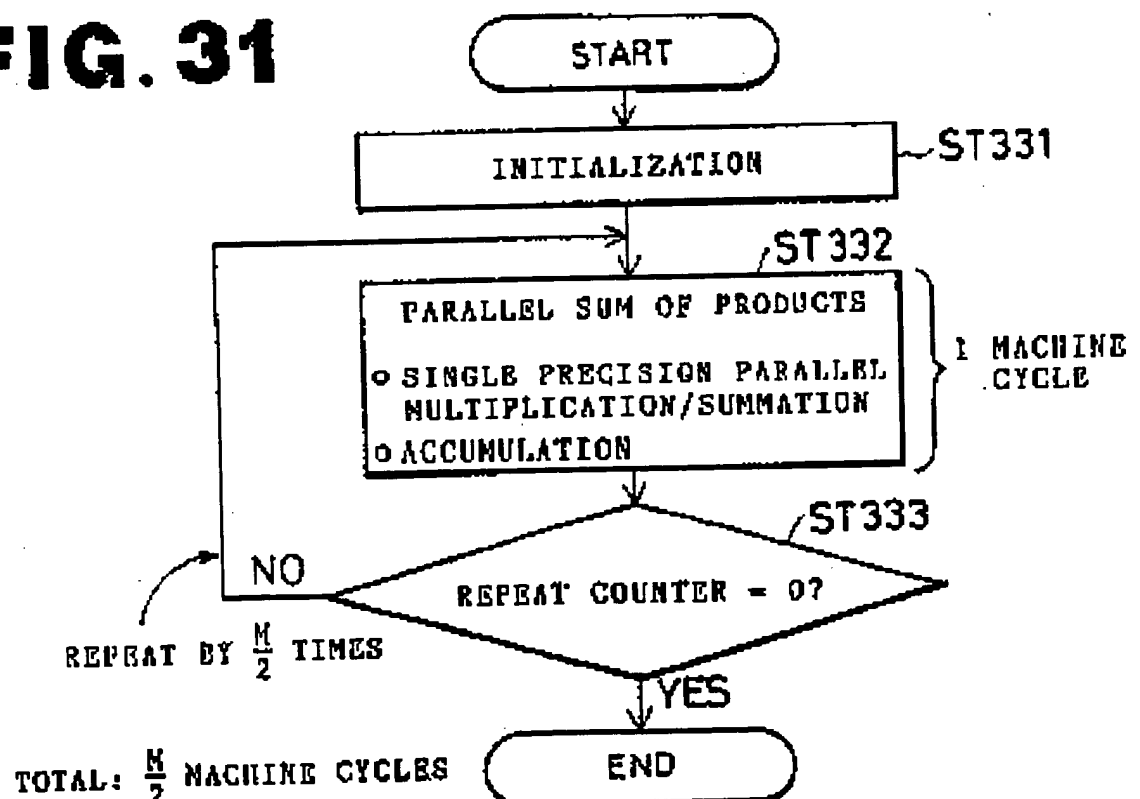 FIG. 31
START
INITIALIZATION
ST331
ST332
PARALLEL SUM OF PRODUCTS
○ SINGLE PRECISION PARALLEL
MULTIPLICATION/SUMMATION
○ ACCUMULATION
1 MACHINE
CYCLE
ST333
REPEAT COUNTER = 0?
NO
REPEAT BY M/2 TIMES
YES
END
TOTAL: M/2 MACHINE CYCLES